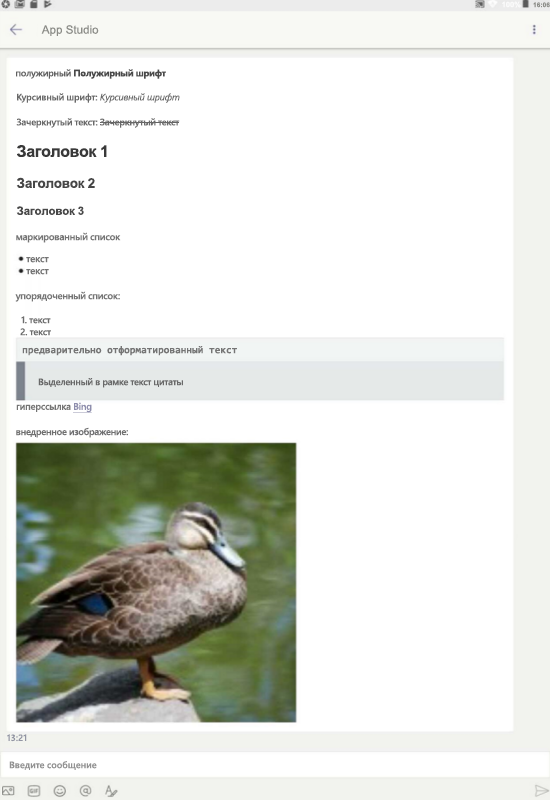 16:06
App Studio
полужирный Полужирный шрифт
Курсивный шрифт: Курсивный шрифт
Зачеркнутый текст: Зачеркнутый текст
Заголовок 1
Заголовок 2
Заголовок 3
маркированный список
• текст
• текст
упорядоченный список:
1. текст
2. текст
предварительно отформатированный текст
Выделенный в рамке текст цитаты
гиперссылка Bing
внедренное изображение:
13:21
Введите сообщение
GIF